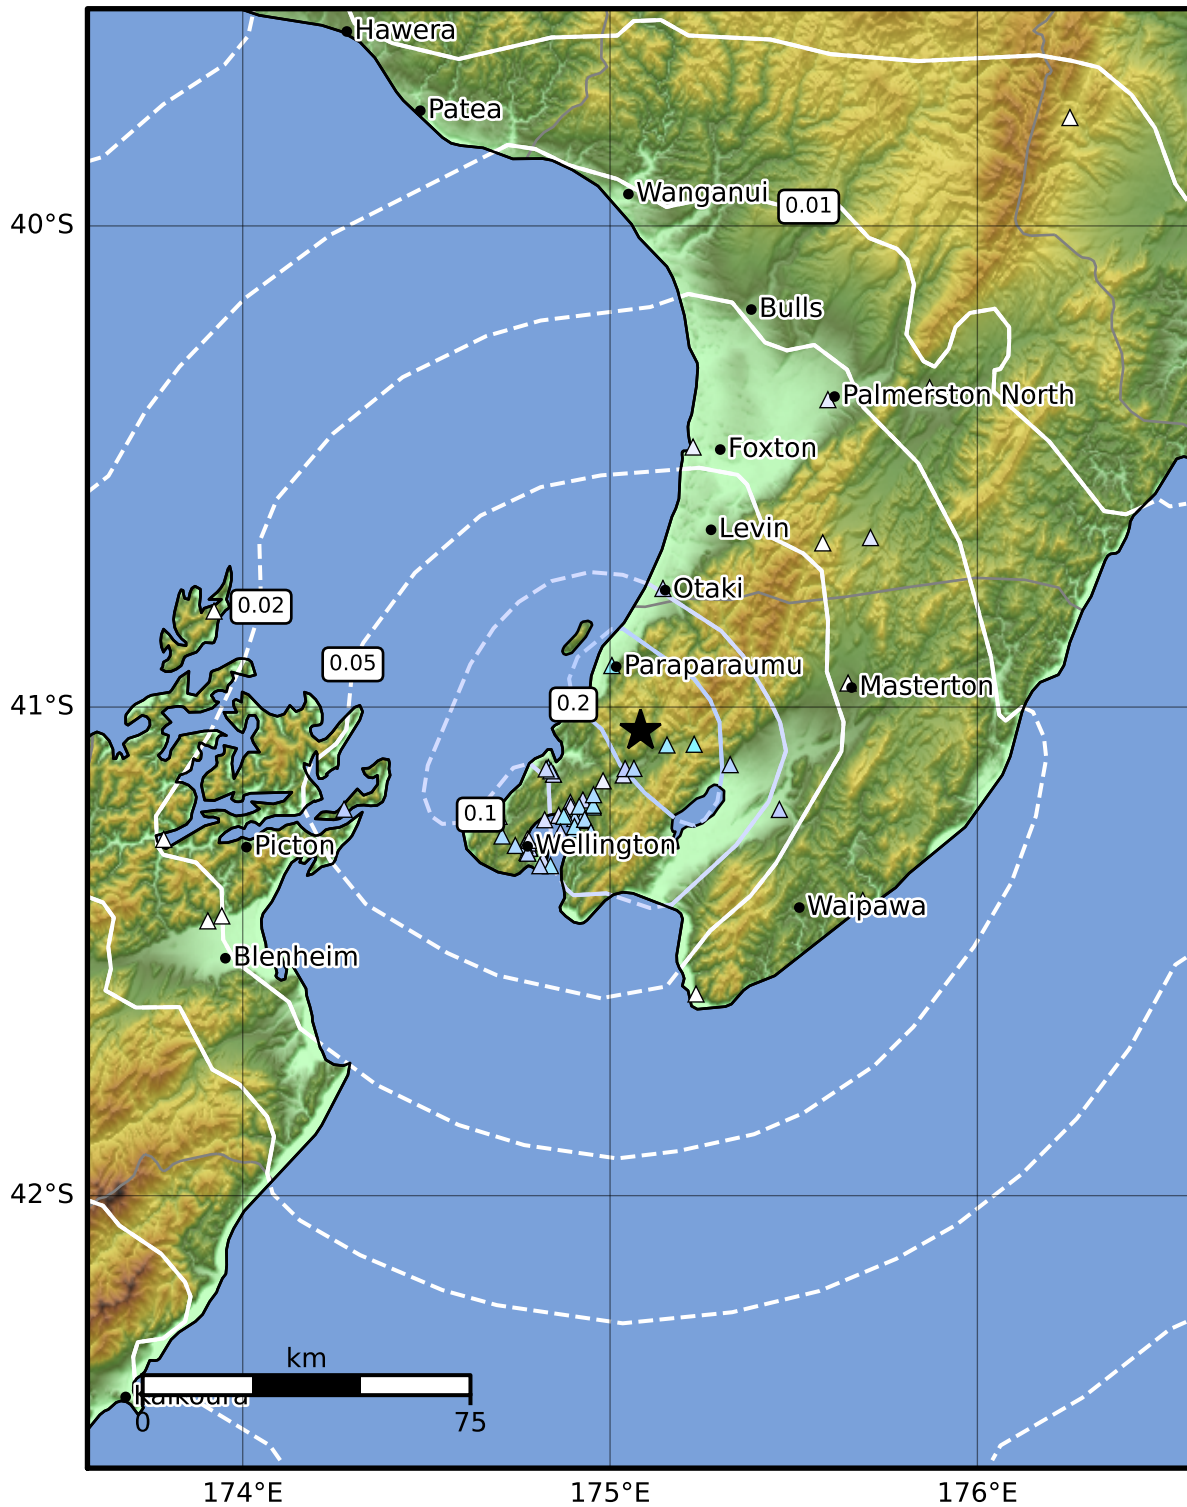 Hawera
Patea
Wanganui
0.01
40°S
Bulls
Palmerston North
Foxton
Levin
Otaki
0.02
0.05
Paraparaumu
Masterton
0.2
41°S
0.1
Picton
Wellington
Waipawa
Blenheim
42°S
km
Kaikoura
0
75
174°E
175°E
176°E